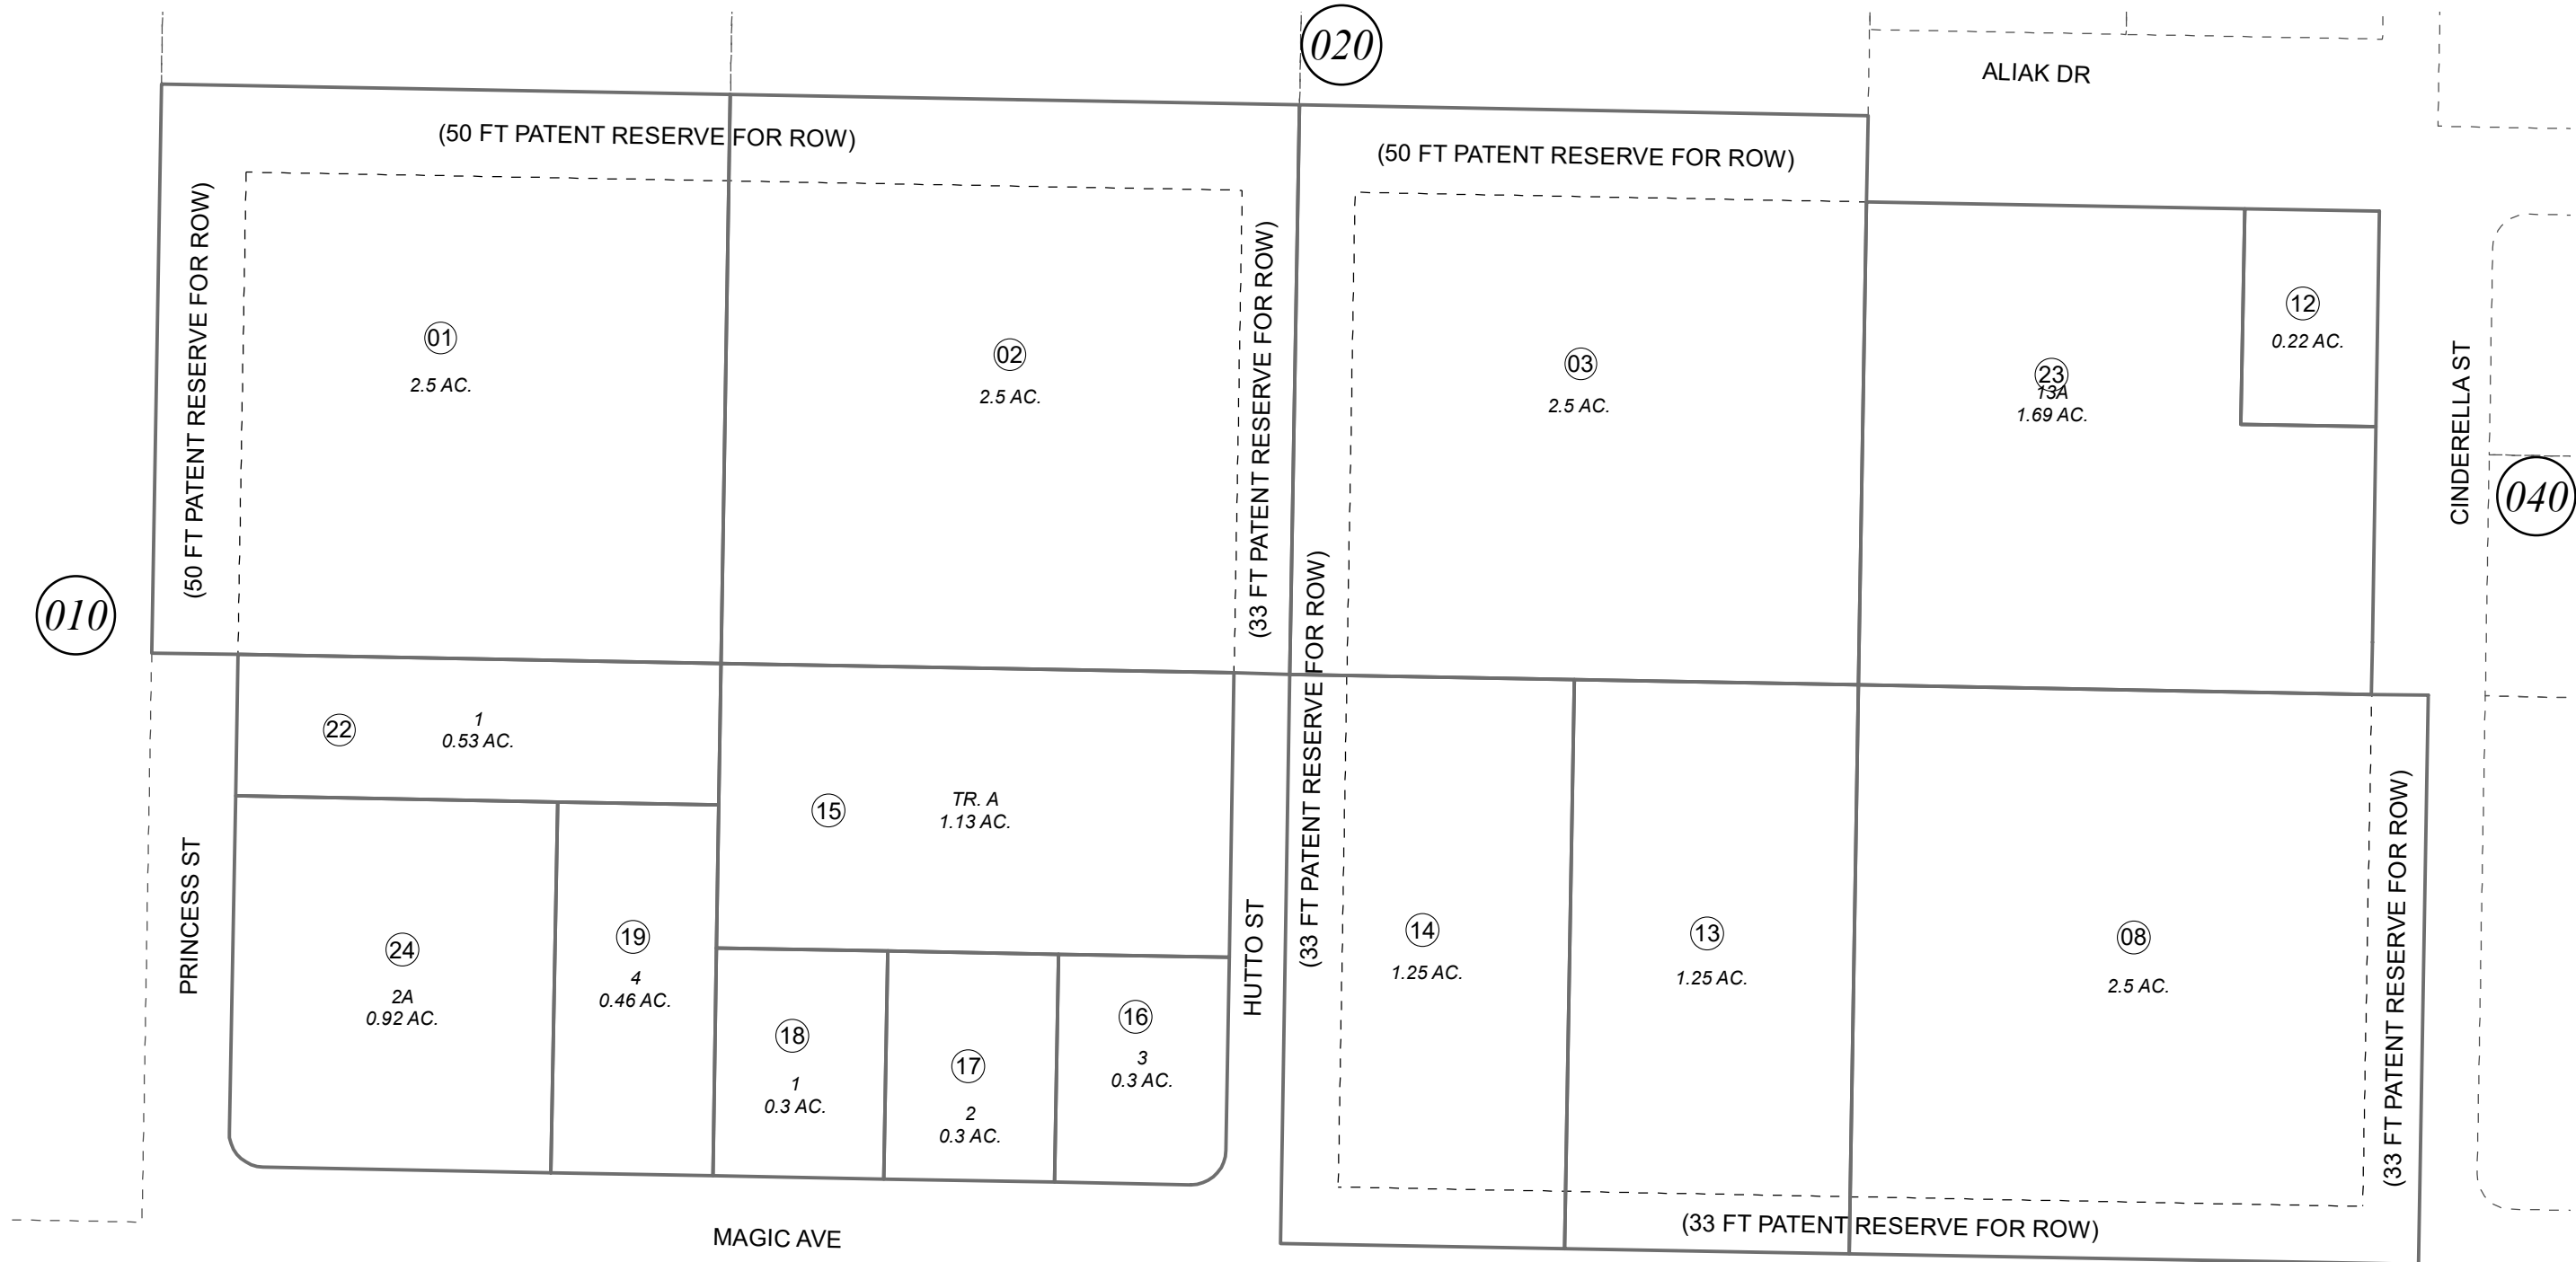 020
ALIAK DR
(50 FT PATENT RESERVE FOR ROW)
(50 FT PATENT RESERVE FOR ROW)
(50 FT PATENT RESERVE FOR ROW)
01
2.5 AC.
02
2.5 AC.
(33 FT PATENT RESERVE FOR ROW)
03
2.5 AC.
23
13A
1.69 AC.
12
0.22 AC.
CINDERELLA ST
040
010
22
1
0.53 AC.
15
TR. A
1.13 AC.
(33 FT PATENT RESERVE FOR ROW)
PRINCESS ST
24
2A
0.92 AC.
19
4
0.46 AC.
18
1
0.3 AC.
17
2
0.3 AC.
16
3
0.3 AC.
HUTTO ST
14
1.25 AC.
13
1.25 AC.
08
2.5 AC.
(33 FT PATENT RESERVE FOR ROW)
(33 FT PATENT RESERVE FOR ROW)
MAGIC AVE